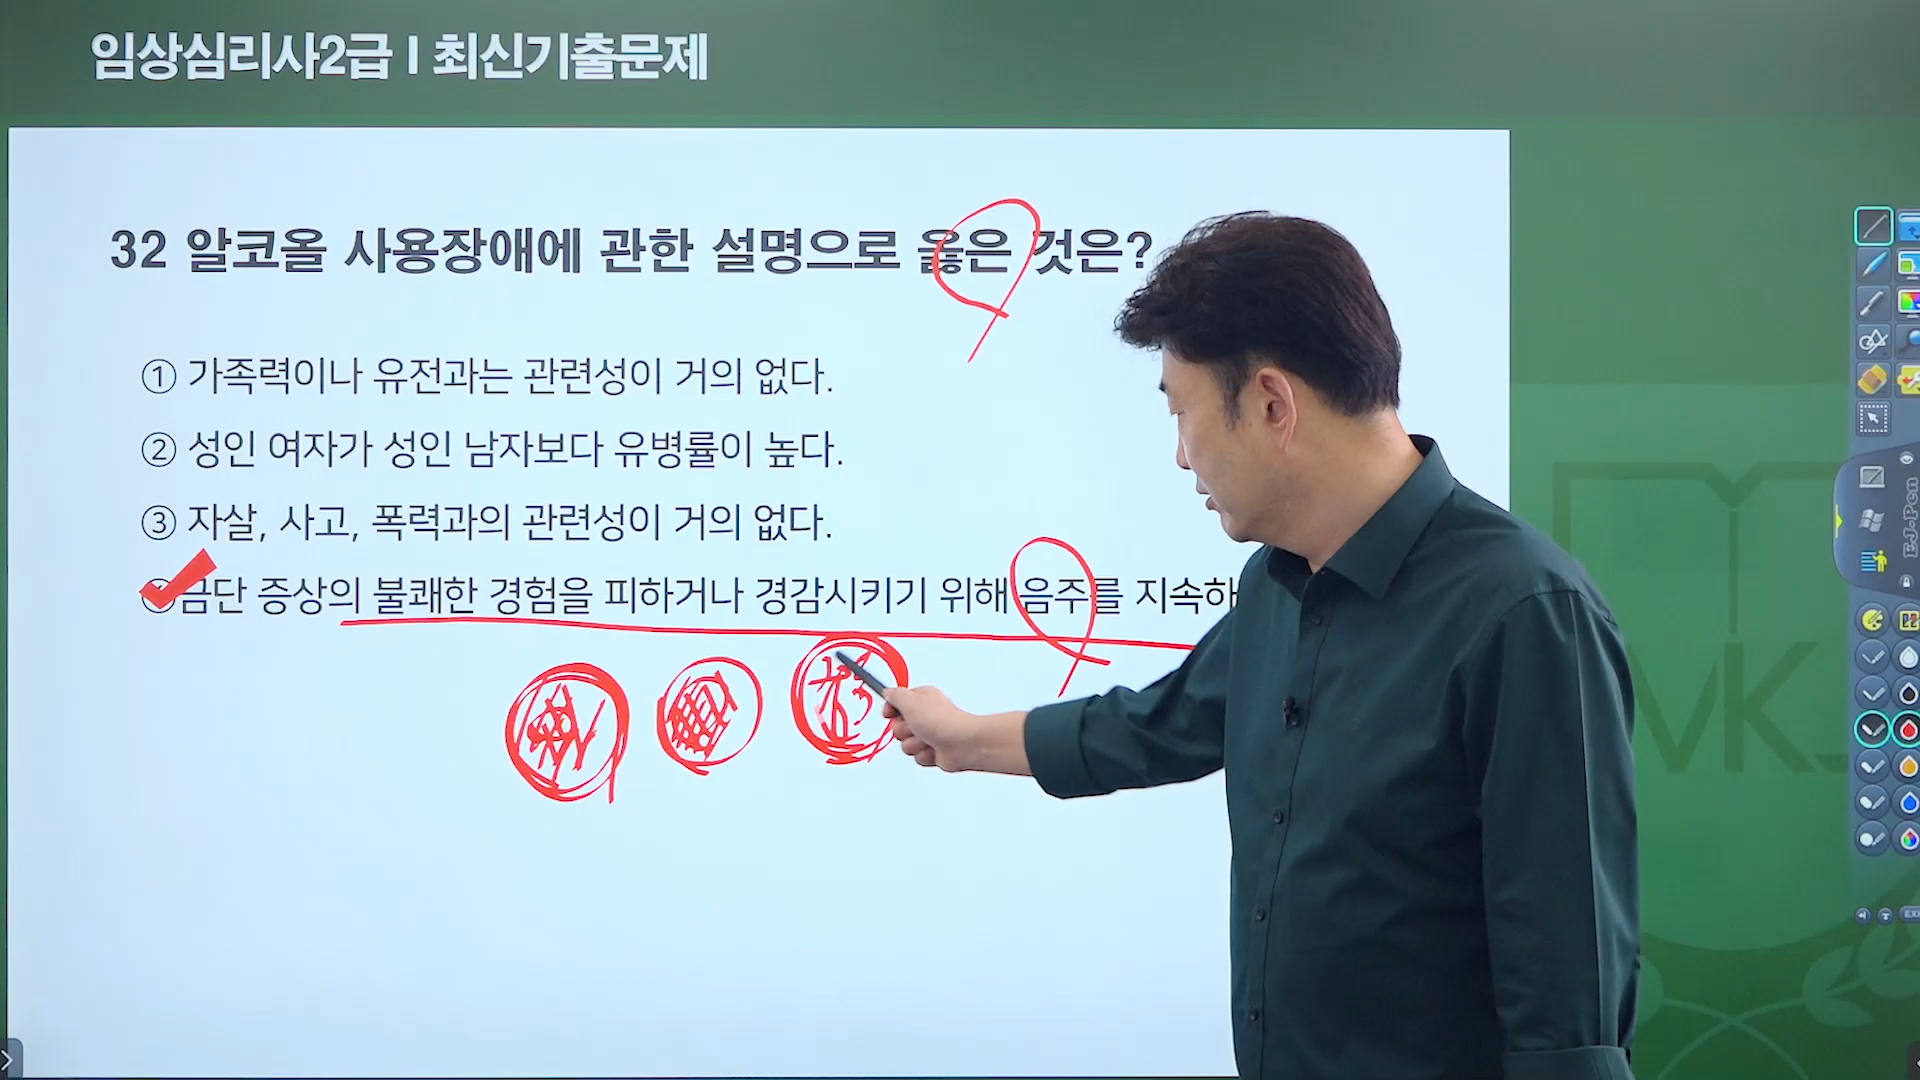 임상심리사2급 I 최신기출문제
32 알코올 사용장애에 관한 설명으로 옳은 것은?
① 가족력이나 유전과는 관련성이 거의 없다.
② 성인 여자가 성인 남자보다 유병률이 높다.
③ 자살, 사고, 폭력과의 관련성이 거의 없다.
금단 증상의 불쾌한 경험을 피하거나 경감시키기 위해 음주를 지속하
EJ-Pen